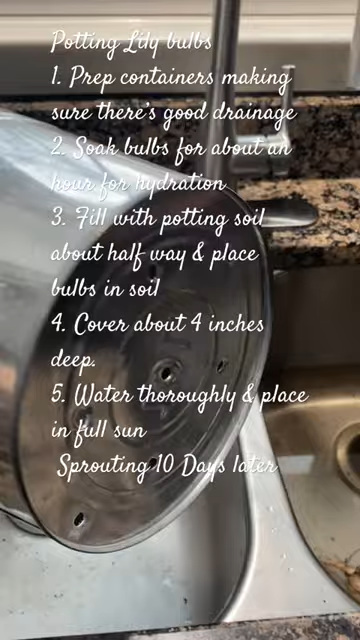 Potting Lily bulbs
1. Prep containers making
sure there's good drainage
2. Soak bulbs for about an
hour for hydration
3. Fill with potting soil
about half way & place
bulbs in soil
4. Cover about 4 inches
deep.
5. Water thoroughly & place
in full sun
Sprouting 10 Days later